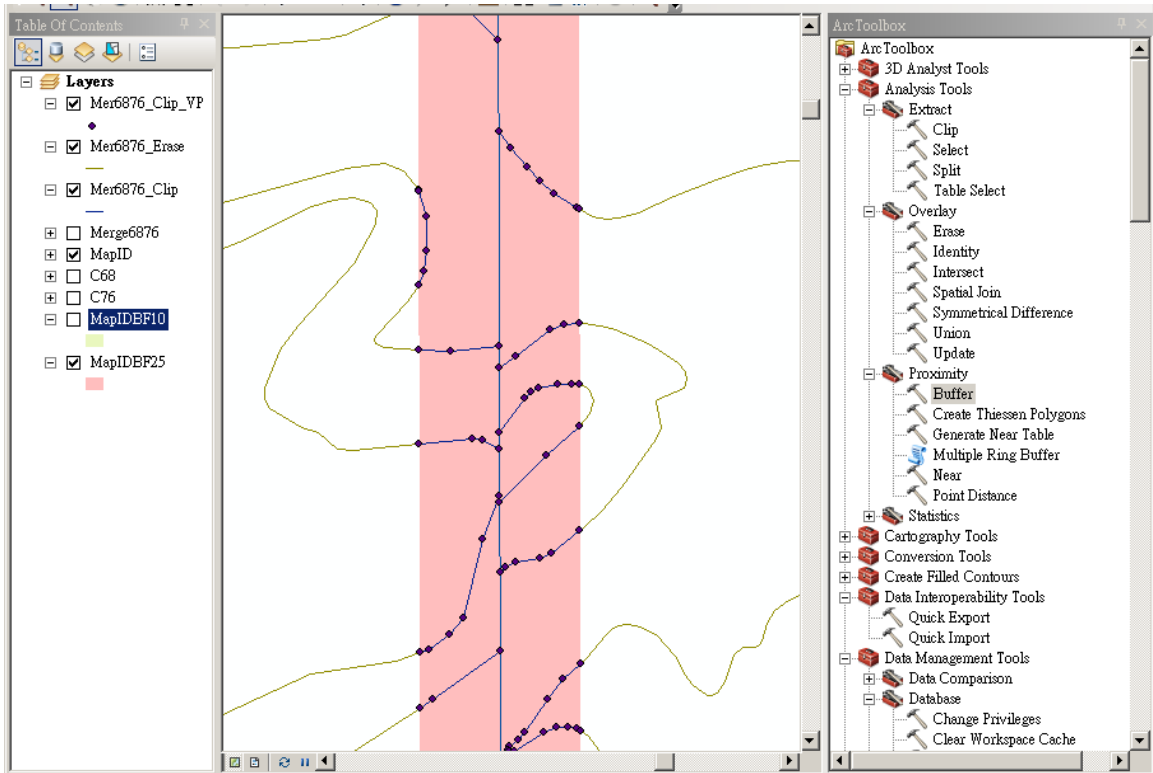 Table Of Contents
Layers
Mer6876_Clip_VP
Mer6876_Erase
Mer6876_Clip
Merge6876
MapID
C68
C76
MapIDBF10
MapIDBF25
ArcToolbox
ArcToolbox
3D Analyst Tools
Analysis Tools
Extract
Clip
Select
Split
Table Select
Overlay
Erase
Identity
Intersect
Spatial Join
Symmetrical Difference
Union
Update
Proximity
Buffer
Create Thiessen Polygons
Generate Near Table
Multiple Ring Buffer
Near
Point Distance
Statistics
Cartography Tools
Conversion Tools
Create Filled Contours
Data Interoperability Tools
Quick Export
Quick Import
Data Management Tools
Data Comparison
Database
Change Privileges
Clear Workspace Cache